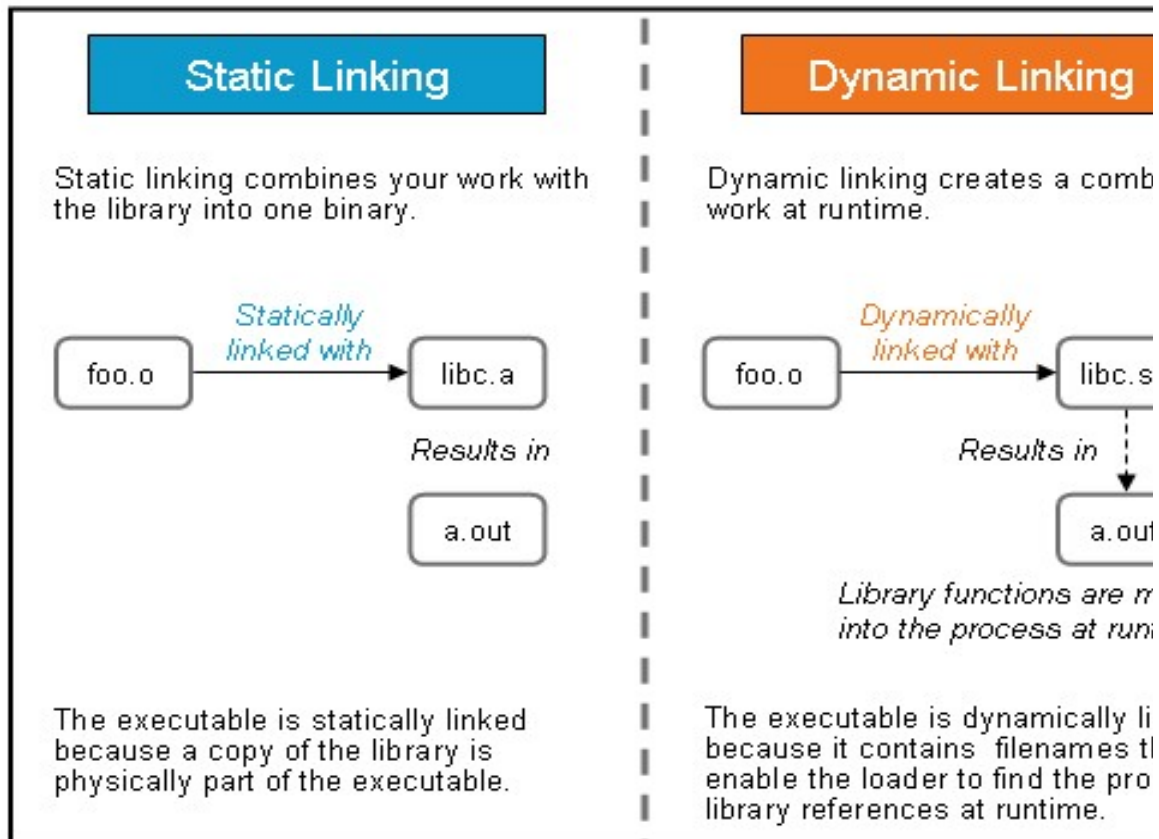 Static Linking
Static linking combines your work with
the library into one binary.
Statically
linked with
foo.o
libc.a
Results in
a.out
The executable is statically linked
because a copy of the library is
physically part of the executable.
Dynamic Linking
Dynamic linking creates a
work at runtime.
Dynamically
linked with
foo.o
Results in
Library functions are
into the process at
The executable is dynamically
because it contains filenames
enable the loader to find the
library references at runtime.